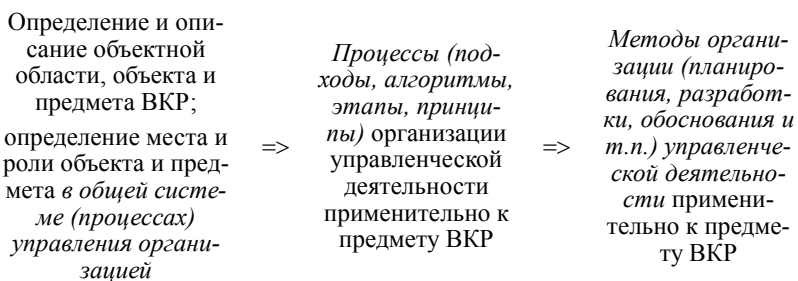 Определение и опи-
сание объектной
области, объекта и
предмета ВКР;
определение места и
роли объекта и пред-
мета в общей систе-
ме (процессах)
управления органи-
зацией
=>
Процессы (под-
ходы, алгоритмы,
этапы, принци-
пы) организации
управленческой
деятельности
применительно к
предмету ВКР
=>
Методы органи-
зации (планиро-
вания, разработ-
ки, обоснования и
т.п.) управленче-
ской деятельно-
сти примени-
тельно к предме-
ту ВКР